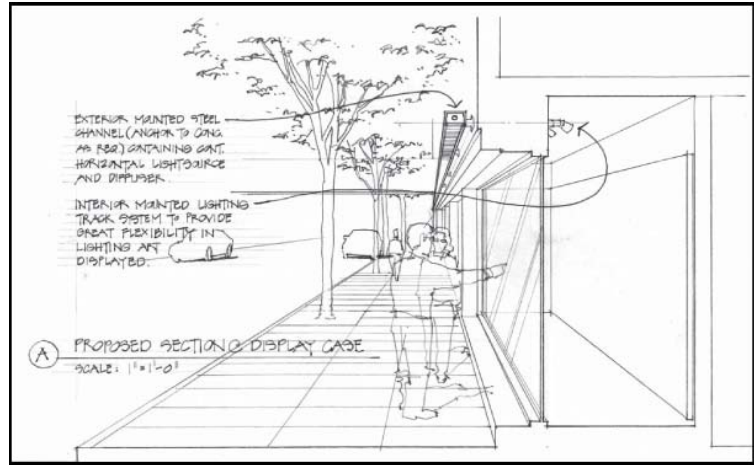 EXTERIOR MOUNTED STEEL
CHANNEL (ANCHOR TO CONC.
AS REQ.) CONTAINING CONT.
HORIZONTAL LIGHTSOURCE
AND DIFFUSER.
INTERIOR MOUNTED LIGHTING
TRACK SYSTEM TO PROVIDE
GREAT FLEXIBILITY IN
LIGHTING ART
DISPLAYED.
A
PROPOSED SECTION @ DISPLAY CASE
SCALE: 1"=1'-0"